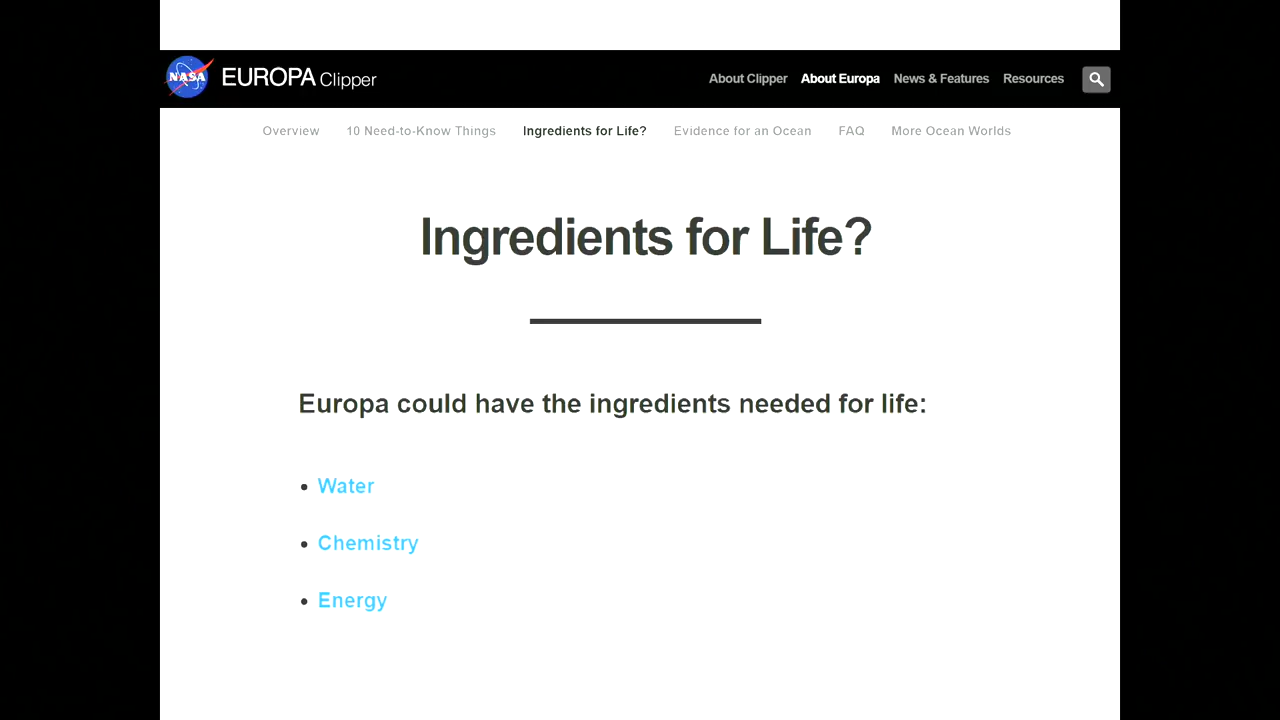 NASA EUROPA Clipper About Clipper About Europa News & Features Resources
Overview 10 Need-to-Know Things Ingredients for Life? Evidence for an Ocean FAQ More Ocean Worlds
Ingredients for Life?
Europa could have the ingredients needed for life:
• Water
• Chemistry
• Energy